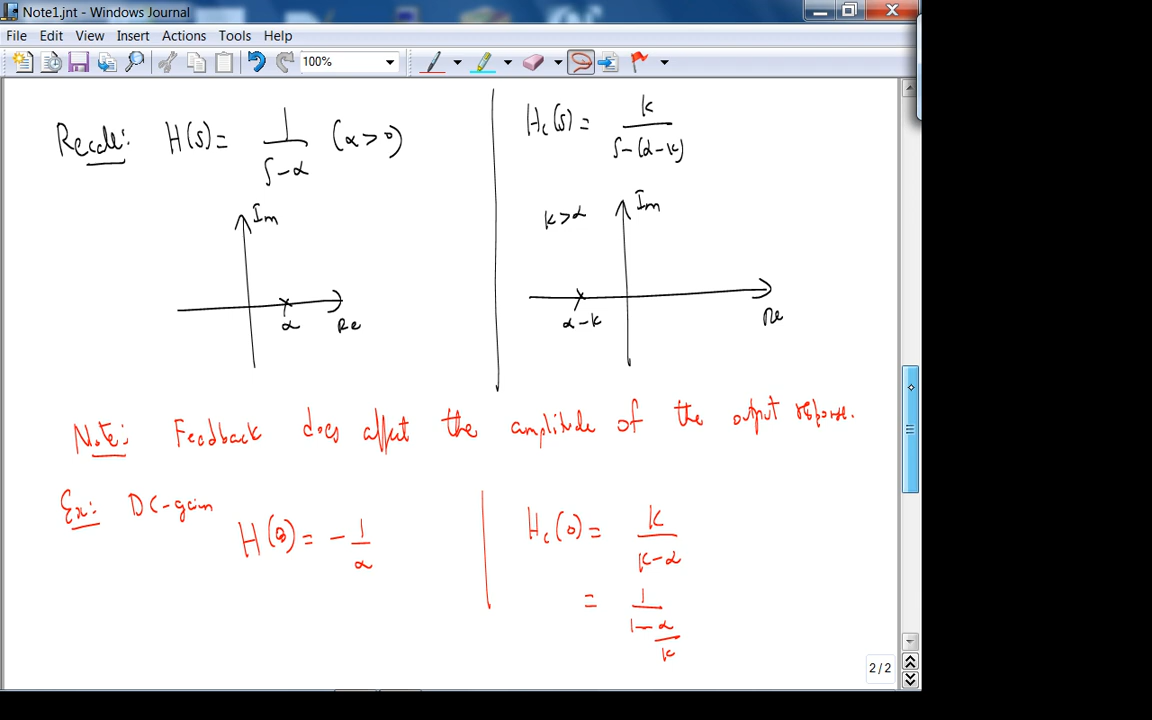 Note1.jnt - Windows Journal
File Edit View Insert Actions Tools Help
100%
Recall: H(s) = 1/(s-α) (α>0)
Hc(s) = k/(s-(α-k))
Im
α
Re
k>α
Im
α-k
Re
Note: Feedback does affect the amplitude of the output response.
Ex: DC-gain
H(0) = -1/α
Hc(0) = k/(k-α)
= 1/(1-α/k)
2/2